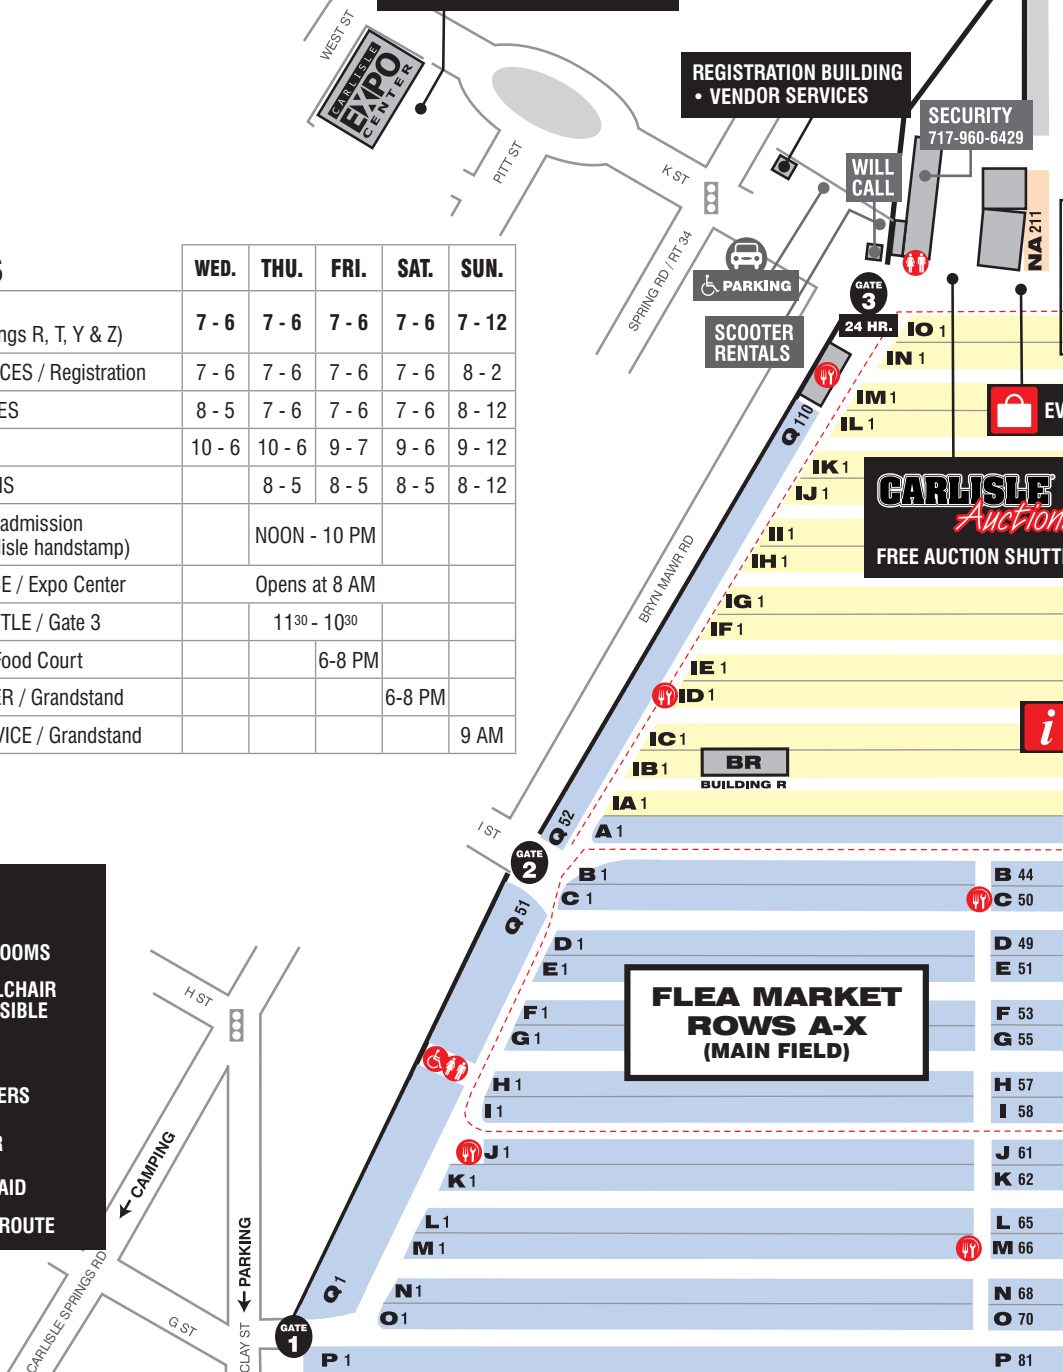 WEST ST
CARLISLE
EXPO
CENTER
PITT ST
K ST
SPRING RD / RT 34
REGISTRATION BUILDING
• VENDOR SERVICES
SECURITY
717-960-6429
WILL
CALL
NA 211
PARKING
SCOOTER
RENTALS
GATE
3
24 HR.
S WED. THU. FRI. SAT. SUN.
ngs R, T, Y & Z) 7 - 6 7 - 6 7 - 6 7 - 6 7 - 12
CES / Registration 7 - 6 7 - 6 7 - 6 7 - 6 8 - 2
ES 8 - 5 7 - 6 7 - 6 7 - 6 8 - 12
10 - 6 10 - 6 9 - 7 9 - 6 9 - 12
IS 8 - 5 8 - 5 8 - 5 8 - 12
admission
lisle handstamp) NOON - 10 PM
CE / Expo Center Opens at 8 AM
TLE / Gate 3 1130 - 1030
Food Court 6-8 PM
ER / Grandstand 6-8 PM
VICE / Grandstand 9 AM
IO 1
IN 1
IM 1
IL 1
EV
Q 110
IK 1
IJ 1
CARLISLE
Auction
FREE AUCTION SHUTT
II 1
IH 1
BRYN MAWR RD
IG 1
IF 1
IE 1
ID 1
i
IC 1
IB 1
BR
BUILDING R
IA 1
A 1
Q 52
I ST
GATE
2
Q 51
B 1 B 44
C 1 C 50
D 1 D 49
E 1 E 51
FLEA MARKET
ROWS A-X
(MAIN FIELD)
F 1 F 53
G 1 G 55
H 1 H 57
I 1 I 58
J 1 J 61
K 1 K 62
L 1 L 65
M 1 M 66
N 1 N 68
O 1 O 70
P 1 P 81
Q 1
GATE
1
OOMS
LCHAIR
SIBLE
ERS
R
AID
ROUTE
H ST
CAMPING
PARKING
CARLISLE SPRINGS RD
G ST
CLAY ST